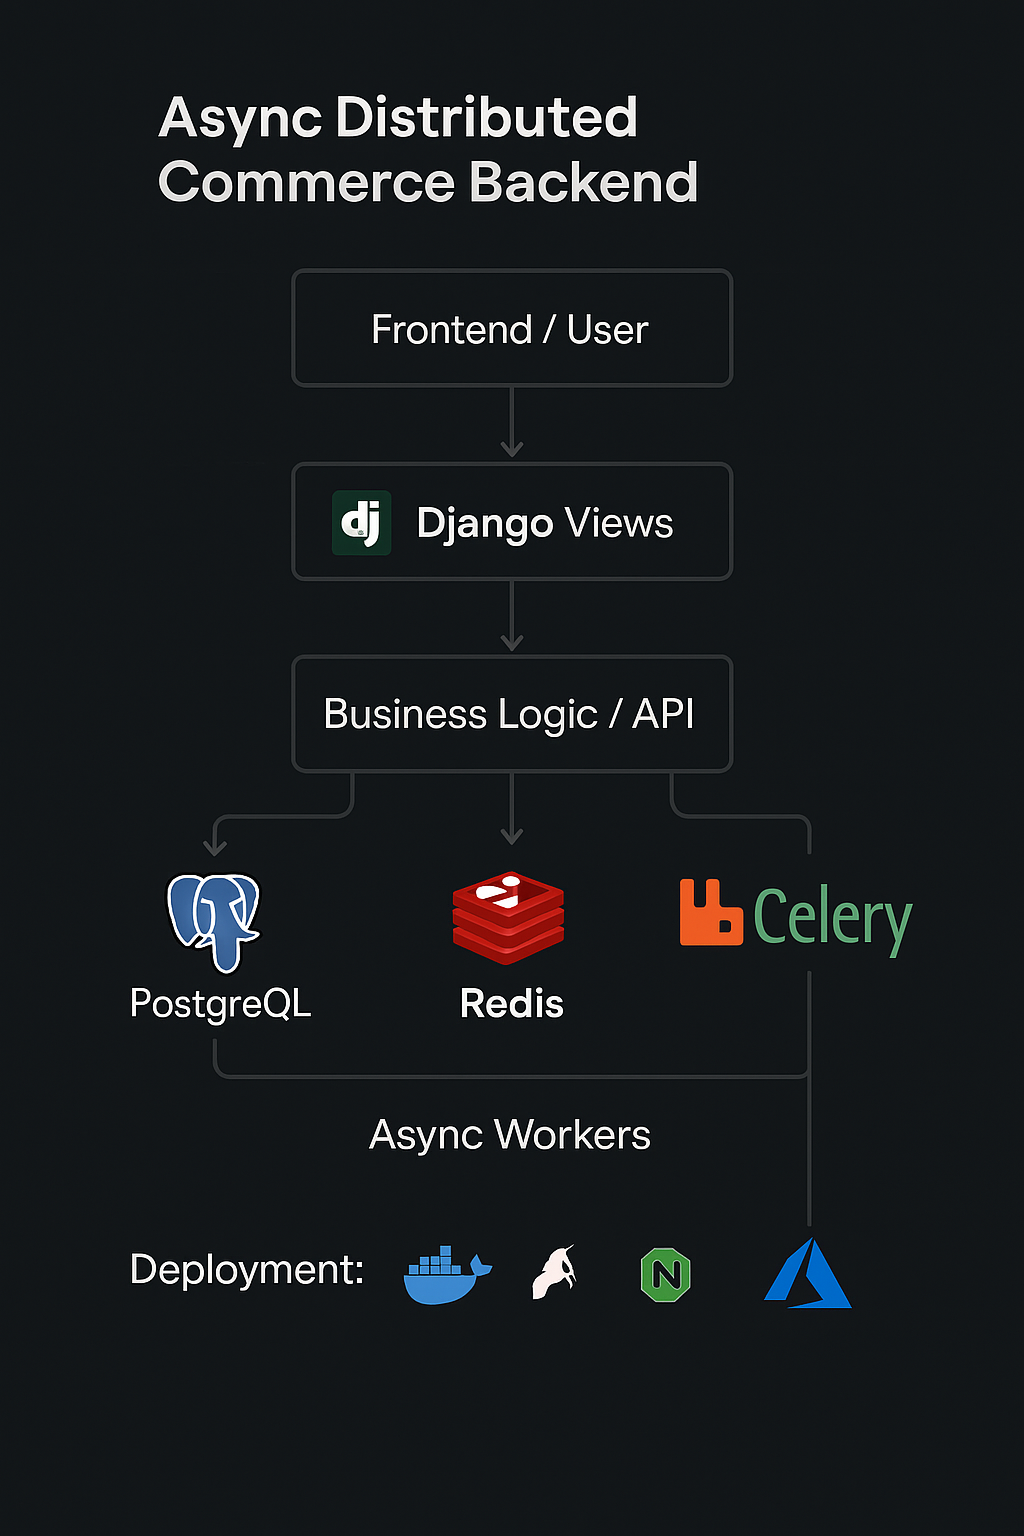 Async Distributed
Commerce Backend
Frontend / User
dj
Django Views
Business Logic / API
Celery
PostgreQL
Redis
Async Workers
Deployment:
N